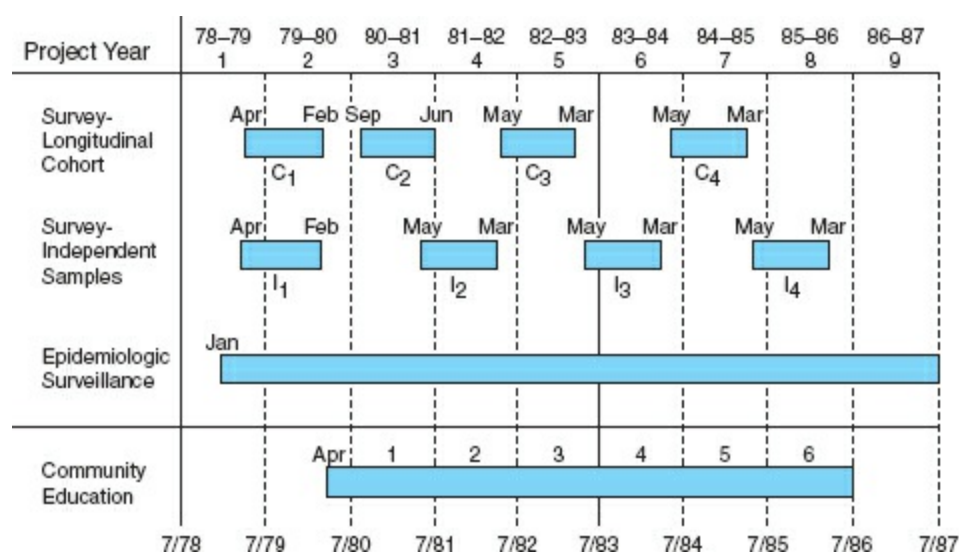 78–79 79–80 80–81 81–82 82–83 83–84 84–85 85–86 86–87
Project Year 1 2 3 4 5 6 7 8 9
Survey-
Longitudinal
Cohort
Apr Feb Sep Jun May Mar May Mar
C1 C2 C3 C4
Survey-
Independent
Samples
Apr Feb May Mar May Mar May Mar
I1 I2 I3 I4
Jan
Epidemiologic
Surveillance
Community
Education
Apr 1 2 3 4 5 6
7/78 7/79 7/80 7/81 7/82 7/83 7/84 7/85 7/86 7/87